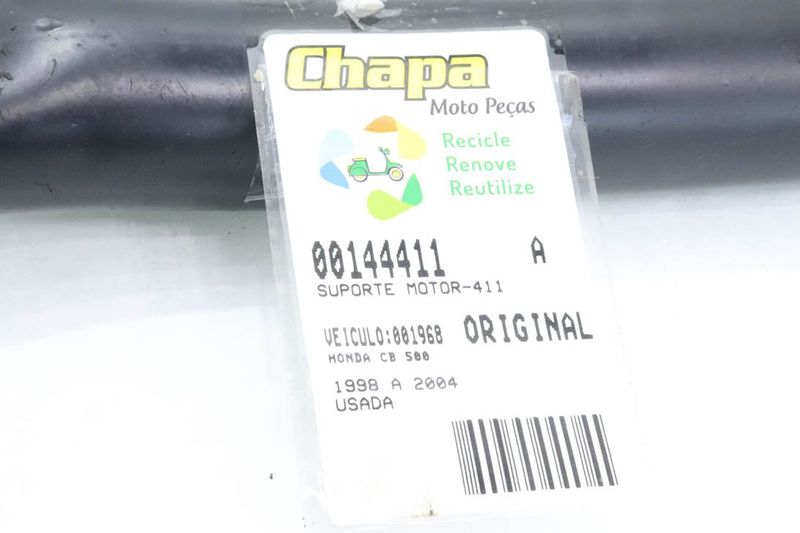 Chapa
Moto Peças
Recicle
Renove
Reutilize
00144411 A
SUPORTE MOTOR-411
VEICULO:001968 ORIGINAL
HONDA CB 500
1998 A 2004
USADA